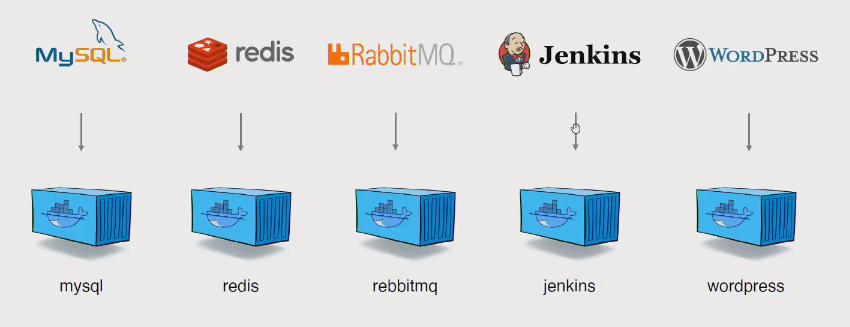 MySQL
redis
RabbitMQ
Jenkins
WORDPRESS
mysql
redis
rebbitmq
jenkins
wordpress